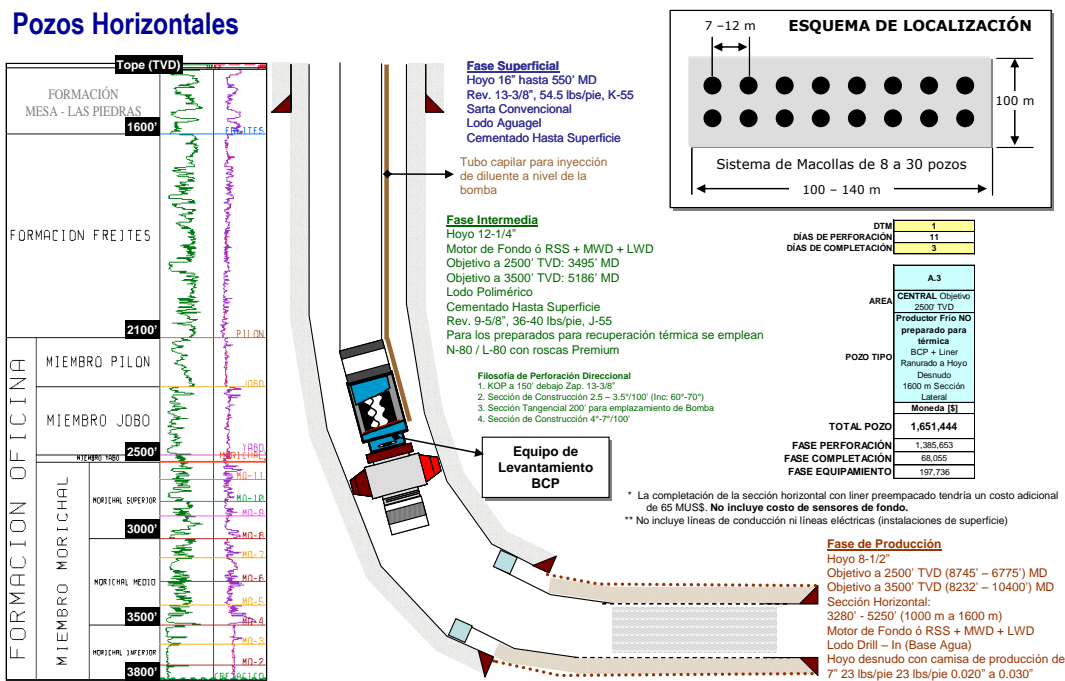 Pozos Horizontales
Tope (TVD)
FORMACIÓN
MESA - LAS PIEDRAS
1600'
FREITES
FORMACION FREITES
2100'
PILON
FORMACION OFICINA
MIEMBRO PILON
JOBO
MIEMBRO JOBO
YABO
2500'
MIEMBRO YABO
MORICHAL
MIEMBRO MORICHAL
MO-11
MORICHAL SUPERIOR
MO-10
MO-9
3000'
MO-8
MO-7
MORICHAL MEDIO
MO-6
MO-5
3500'
MO-4
MO-3
MORICHAL INFERIOR
MO-2
3800'
CRETACICO
Fase Superficial
Hoyo 16" hasta 550' MD
Rev. 13-3/8", 54.5 lbs/pie, K-55
Sarta Convencional
Lodo Aguagel
Cementado Hasta Superficie
Tubo capilar para inyección
de diluente a nivel de la
bomba
Fase Intermedia
Hoyo 12-1/4"
Motor de Fondo ó RSS + MWD + LWD
Objetivo a 2500' TVD: 3495' MD
Objetivo a 3500' TVD: 5186' MD
Lodo Polimérico
Cementado Hasta Superficie
Rev. 9-5/8", 36-40 lbs/pie, J-55
Para los preparados para recuperación térmica se emplean
N-80 / L-80 con roscas Premium
Filosofía de Perforación Direccional
1. KOP a 150' debajo Zap. 13-3/8"
2. Sección de Construcción 2.5 – 3.5°/100' (Inc: 60°-70°)
3. Sección Tangencial 200' para emplazamiento de Bomba
4. Sección de Construcción 4°-7°/100'
Equipo de
Levantamiento
BCP
ESQUEMA DE LOCALIZACIÓN
7 –12 m
100 m
Sistema de Macollas de 8 a 30 pozos
100 – 140 m
DTM 1
DÍAS DE PERFORACIÓN 11
DÍAS DE COMPLETACIÓN 3
A.3
AREA
CENTRAL Objetivo
2500' TVD
POZO TIPO
Productor Frío NO
preparado para
térmica
BCP + Liner
Ranurado a Hoyo
Desnudo
1600 m Sección
Lateral
Moneda [$]
TOTAL POZO 1,651,444
FASE PERFORACIÓN 1,385,653
FASE COMPLETACIÓN 68,055
FASE EQUIPAMIENTO 197,736
* La completación de la sección horizontal con liner preempacado tendría un costo adicional
de 65 MUS$. No incluye costo de sensores de fondo.
** No incluye líneas de conducción ni líneas eléctricas (instalaciones de superficie)
Fase de Producción
Hoyo 8-1/2"
Objetivo a 2500' TVD (8745' – 6775') MD
Objetivo a 3500' TVD (8232' – 10400') MD
Sección Horizontal:
3280' - 5250' (1000 m a 1600 m)
Motor de Fondo ó RSS + MWD + LWD
Lodo Drill – In (Base Agua)
Hoyo desnudo con camisa de producción de
7" 23 lbs/pie 23 lbs/pie 0.020" a 0.030"